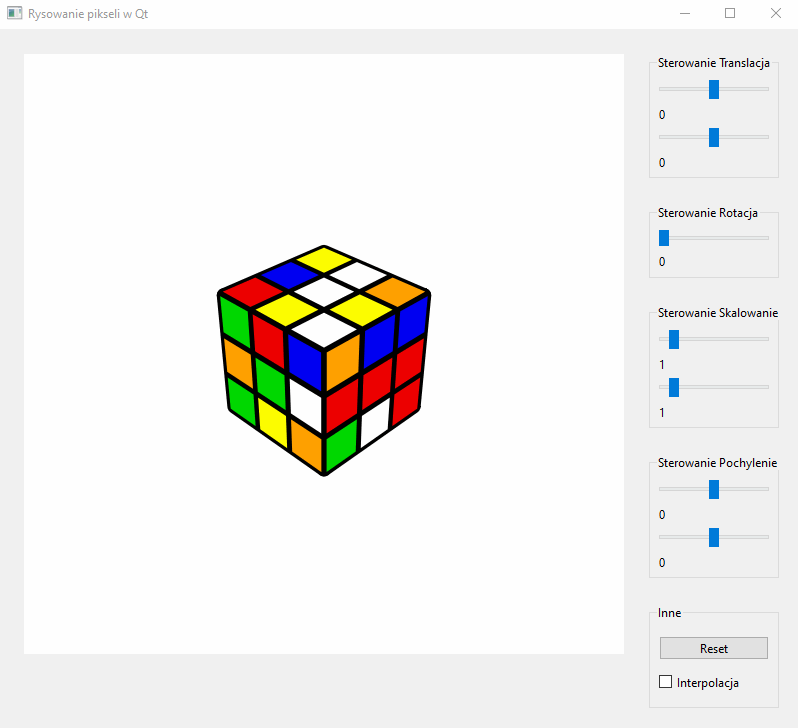 Rysowanie pikseli w Qt
Sterowanie Translacja
0
0
Sterowanie Rotacja
0
Sterowanie Skalowanie
1
1
Sterowanie Pochylenie
0
0
Inne
Reset
Interpolacja